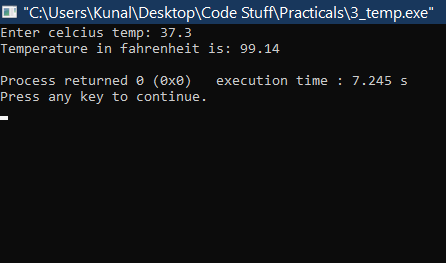 "C:\Users\Kunal\Desktop\Code Stuff\Practicals\3_temp.exe"
Enter celcius temp: 37.3
Temperature in fahrenheit is: 99.14
Process returned 0 (0x0)   execution time : 7.245 s
Press any key to continue.